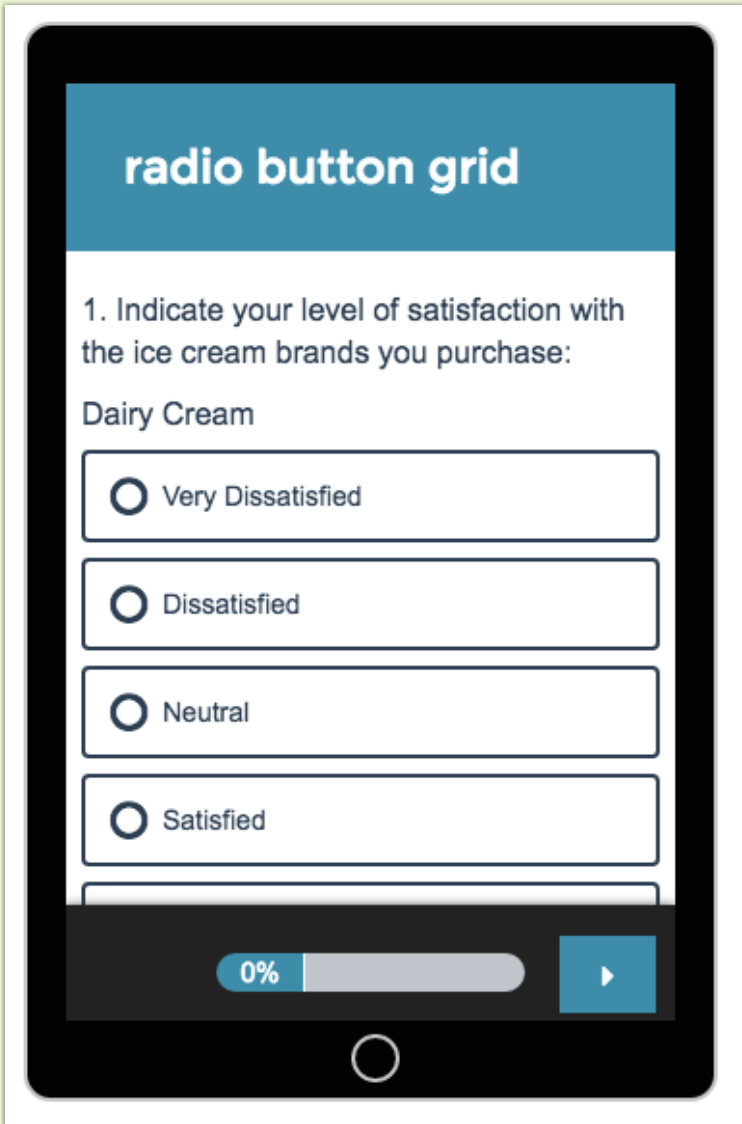 radio button grid
1. Indicate your level of satisfaction with
the ice cream brands you purchase:
Dairy Cream
Very Dissatisfied
Dissatisfied
Neutral
Satisfied
0%